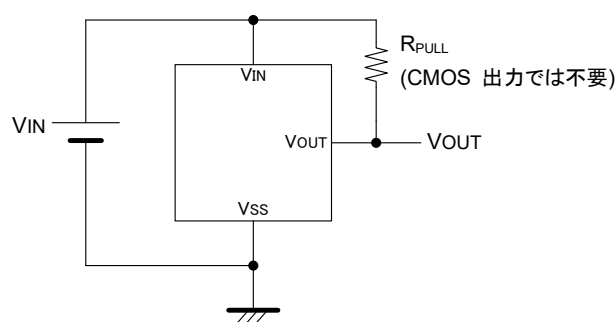 RPULL
(CMOS 出力では不要)
VIN
VIN
VOUT
VOUT
VSS